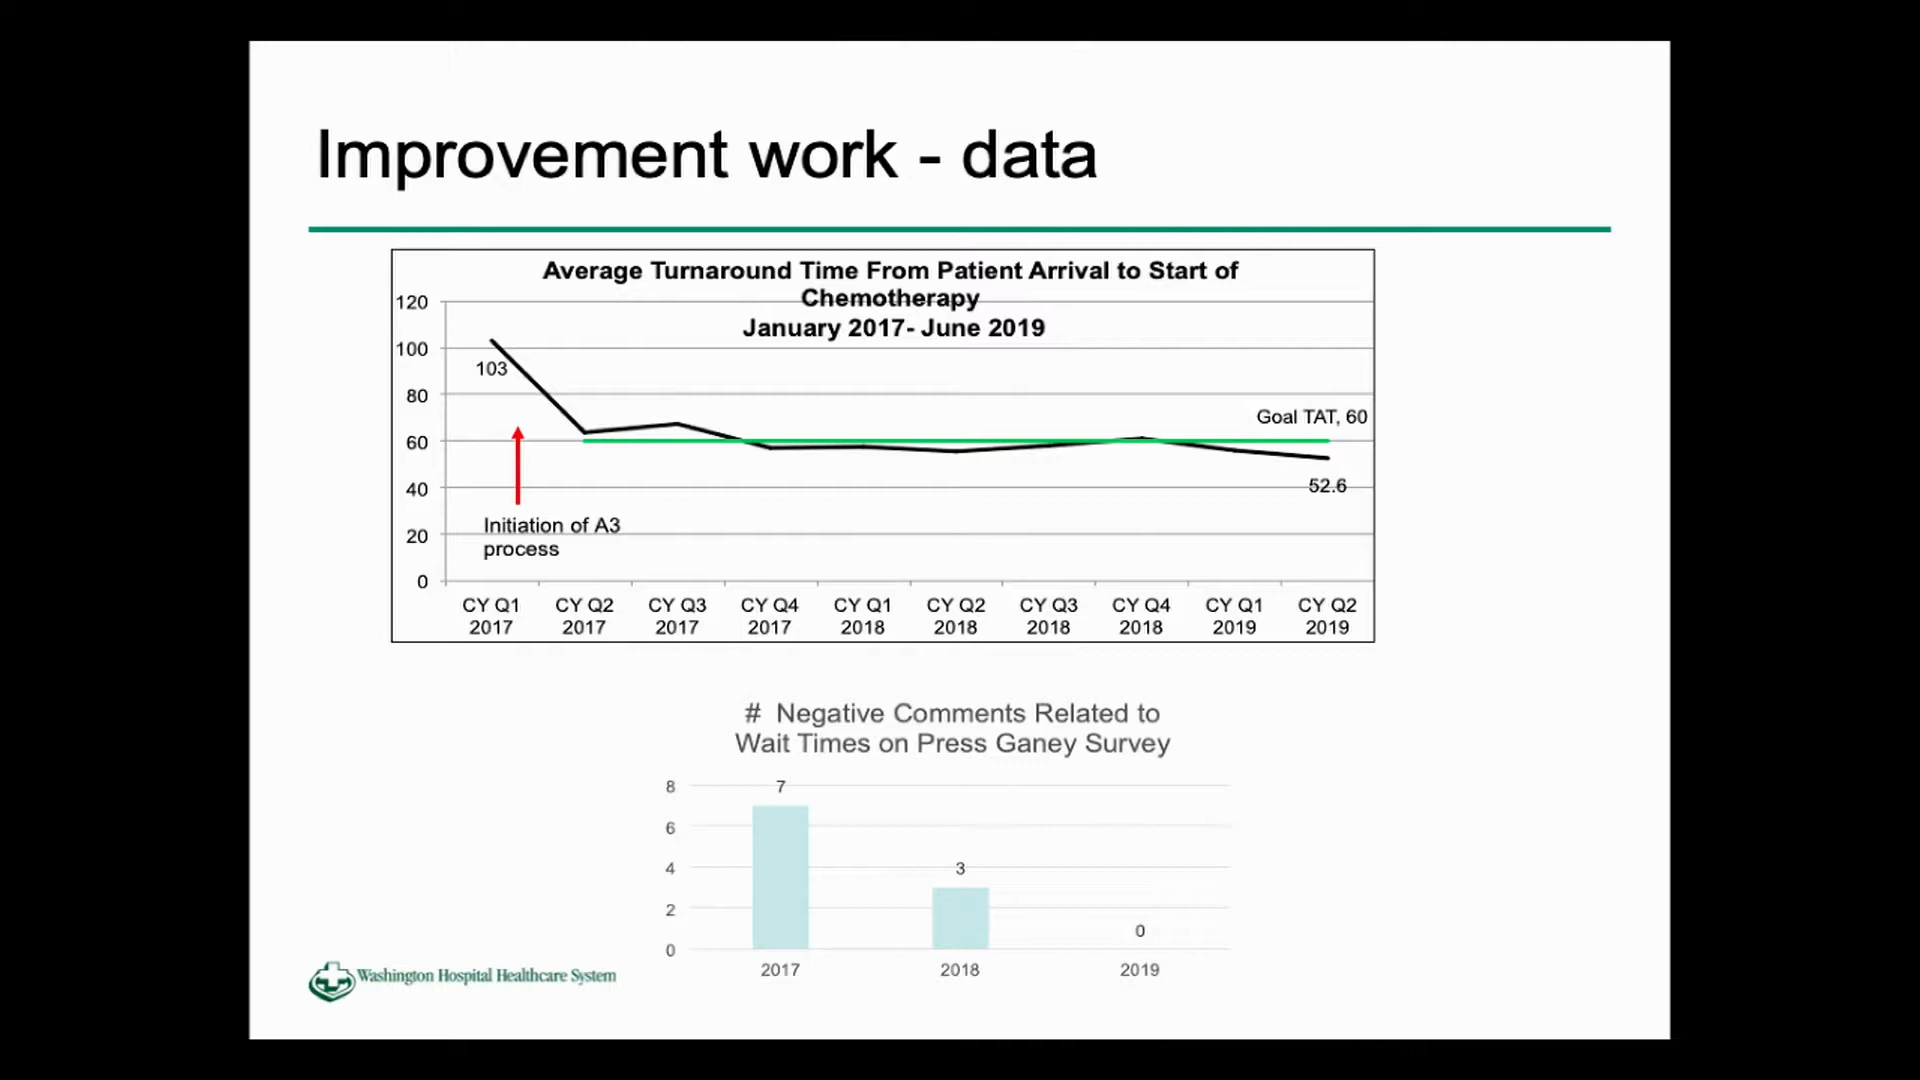 Improvement work - data
Average Turnaround Time From Patient Arrival to Start of
Chemotherapy
January 2017- June 2019
120
100
80
60
40
20
0
103
Goal TAT, 60
52.6
Initiation of A3
process
CY Q1 CY Q2 CY Q3 CY Q4 CY Q1 CY Q2 CY Q3 CY Q4 CY Q1 CY Q2
2017 2017 2017 2017 2018 2018 2018 2018 2019 2019
# Negative Comments Related to
Wait Times on Press Ganey Survey
8
6
4
2
0
7
3
0
2017 2018 2019
Washington Hospital Healthcare System